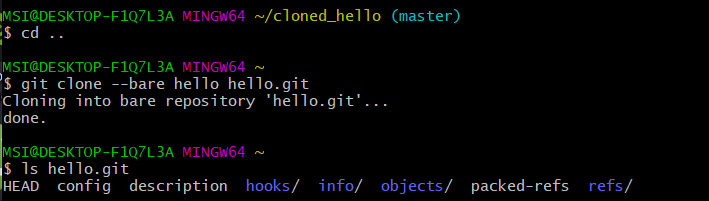 MSI@DESKTOP-F1Q7L3A MINGW64 ~/cloned_hello (master)
$ cd ..
MSI@DESKTOP-F1Q7L3A MINGW64 ~
$ git clone --bare hello hello.git
Cloning into bare repository 'hello.git'...
done.
MSI@DESKTOP-F1Q7L3A MINGW64 ~
$ ls hello.git
HEAD  config  description  hooks/  info/  objects/  packed-refs  refs/